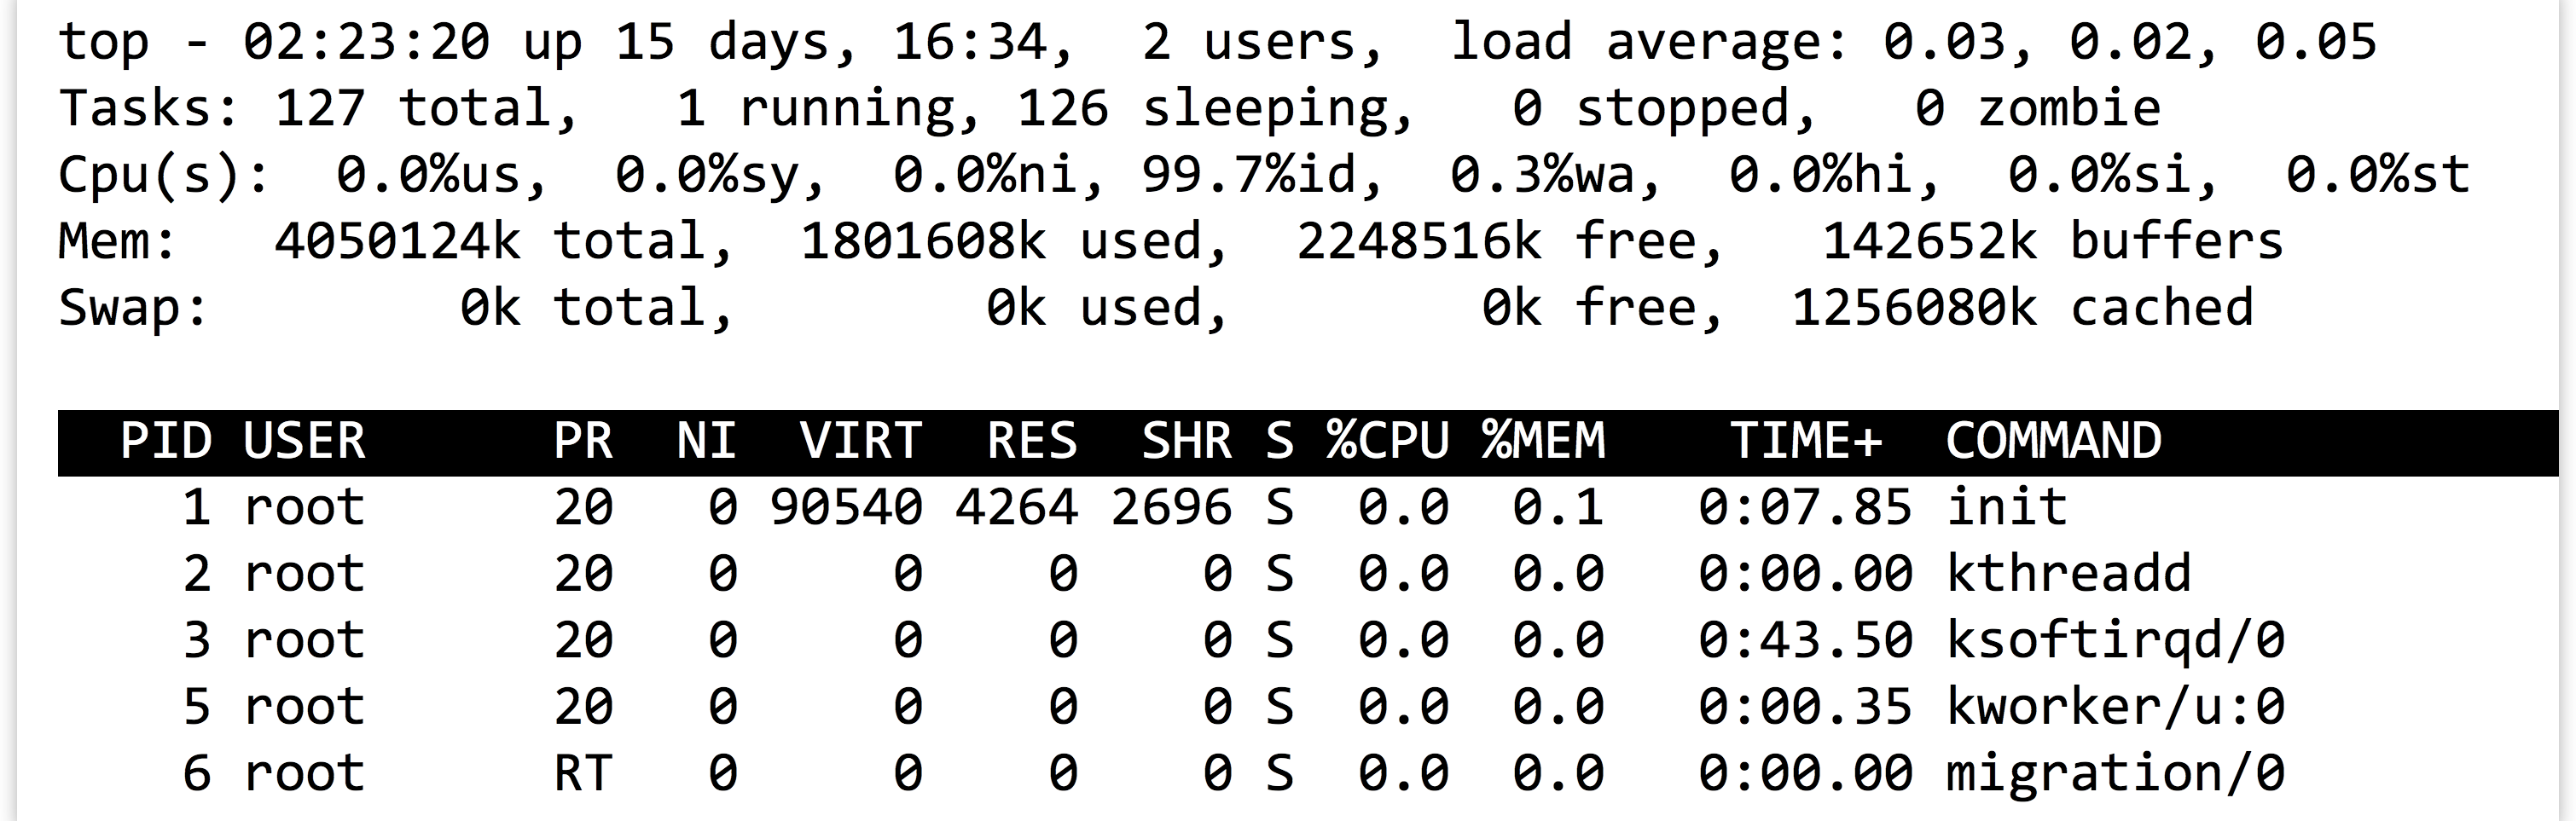 top - 02:23:20 up 15 days, 16:34,  2 users,  load average: 0.03, 0.02, 0.05
Tasks: 127 total,   1 running, 126 sleeping,   0 stopped,   0 zombie
Cpu(s):  0.0%us,  0.0%sy,  0.0%ni, 99.7%id,  0.3%wa,  0.0%hi,  0.0%si,  0.0%st
Mem:   4050124k total,  1801608k used,  2248516k free,   142652k buffers
Swap:        0k total,        0k used,        0k free,  1256080k cached
  PID USER      PR  NI  VIRT  RES  SHR S %CPU %MEM    TIME+  COMMAND
    1 root      20   0 90540 4264 2696 S  0.0  0.1   0:07.85 init
    2 root      20   0     0    0    0 S  0.0  0.0   0:00.00 kthreadd
    3 root      20   0     0    0    0 S  0.0  0.0   0:43.50 ksoftirqd/0
    5 root      20   0     0    0    0 S  0.0  0.0   0:00.35 kworker/u:0
    6 root      RT   0     0    0    0 S  0.0  0.0   0:00.00 migration/0